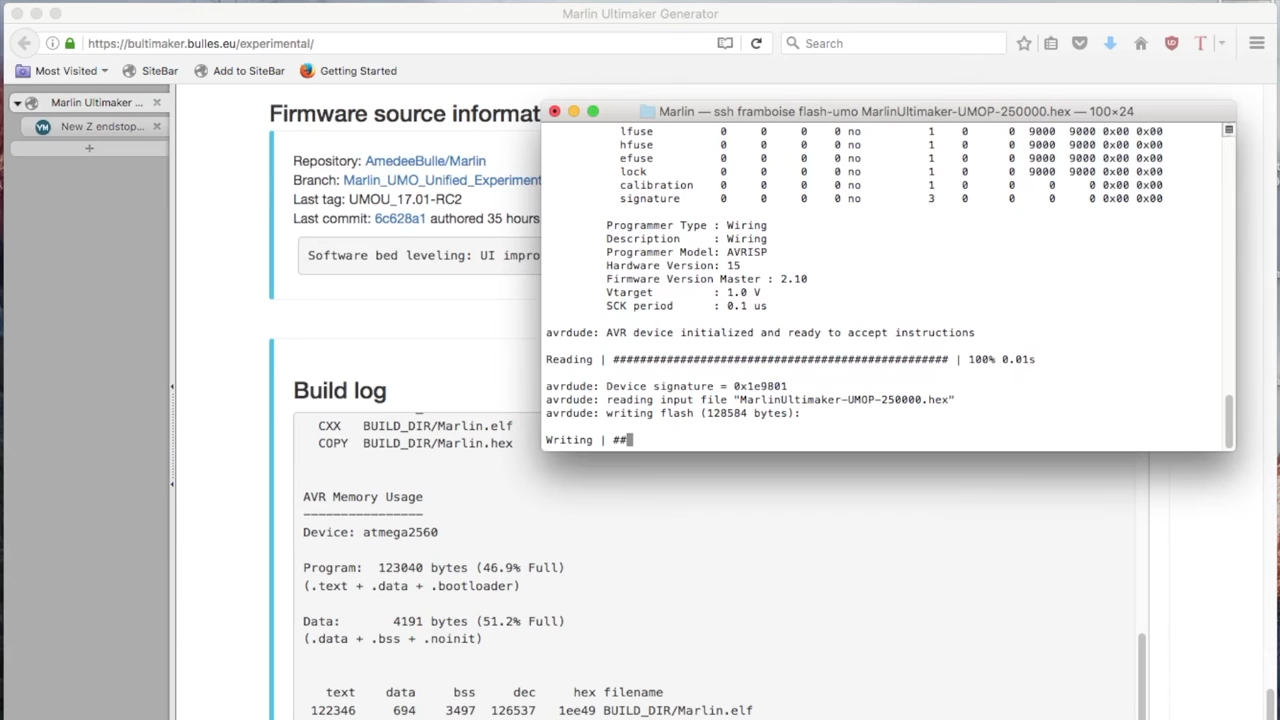 Marlin Ultimaker Generator
https://bultimaker.bulles.eu/experimental/
Search
Most Visited
SiteBar
Add to SiteBar
Getting Started
Marlin Ultimaker ...
New Z endstop...
Firmware source informat
Repository: AmedeeBulle/Marlin
Branch: Marlin_UMO_Unified_Experiment
Last tag: UMOU_17.01-RC2
Last commit: 6c628a1 authored 35 hours
Software bed leveling: UI impro
Build log
CXX BUILD_DIR/Marlin.elf
COPY BUILD_DIR/Marlin.hex
AVR Memory Usage
----------------
Device: atmega2560
Program: 123040 bytes (46.9% Full)
(.text + .data + .bootloader)
Data: 4191 bytes (51.2% Full)
(.data + .bss + .noinit)
text data bss dec hex filename
122346 694 3497 126537 1ee49 BUILD_DIR/Marlin.elf
Marlin — ssh framboise flash-umo MarlinUltimaker-UMOP-250000.hex — 100×24
lfuse 0 0 0 0 no 1 0 0 9000 9000 0x00 0x00
hfuse 0 0 0 0 no 1 0 0 9000 9000 0x00 0x00
efuse 0 0 0 0 no 1 0 0 9000 9000 0x00 0x00
lock 0 0 0 0 no 1 0 0 9000 9000 0x00 0x00
calibration 0 0 0 0 no 1 0 0 0 0 0x00 0x00
signature 0 0 0 0 no 3 0 0 0 0 0x00 0x00
Programmer Type : Wiring
Description : Wiring
Programmer Model: AVRISP
Hardware Version: 15
Firmware Version Master : 2.10
Vtarget : 1.0 V
SCK period : 0.1 us
avrdude: AVR device initialized and ready to accept instructions
Reading | ################################################## | 100% 0.01s
avrdude: Device signature = 0x1e9801
avrdude: reading input file "MarlinUltimaker-UMOP-250000.hex"
avrdude: writing flash (128584 bytes):
Writing | ##